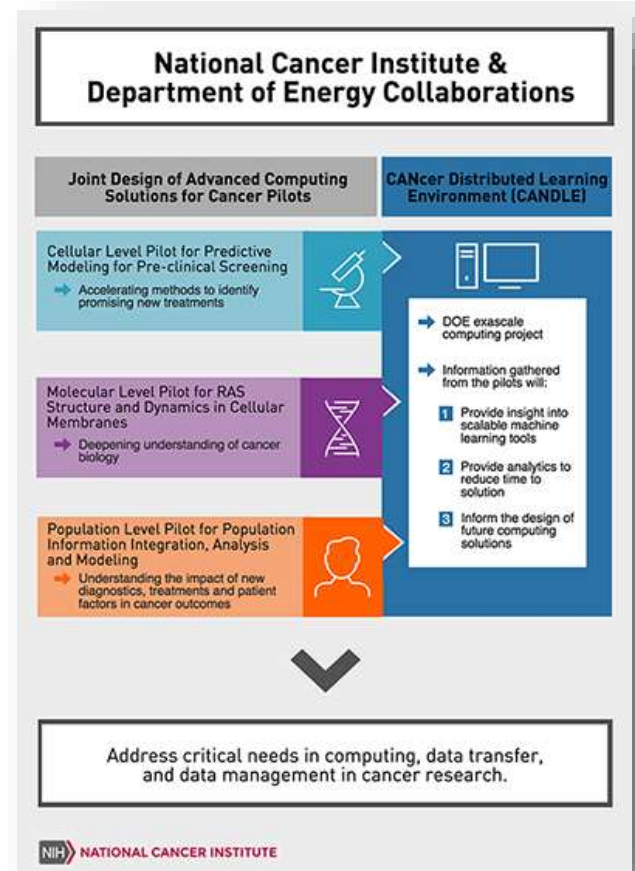 National Cancer Institute &
Department of Energy Collaborations
Joint Design of Advanced Computing
Solutions for Cancer Pilots
CANcer Distributed Learning
Environment (CANDLE)
Cellular Level Pilot for Predictive
Modeling for Pre-clinical Screening
Accelerating methods to identify
promising new treatments
Molecular Level Pilot for RAS
Structure and Dynamics in Cellular
Membranes
Deepening understanding of cancer
biology
Population Level Pilot for Population
Information Integration, Analysis
and Modeling
Understanding the impact of new
diagnostics, treatments and patient
factors in cancer outcomes
DOE exascale
computing project
Information gathered
from the pilots will:
1 Provide insight into
scalable machine
learning tools
2 Provide analytics to
reduce time to
solution
3 Inform the design of
future computing
solutions
Address critical needs in computing, data transfer,
and data management in cancer research.
NIH NATIONAL CANCER INSTITUTE